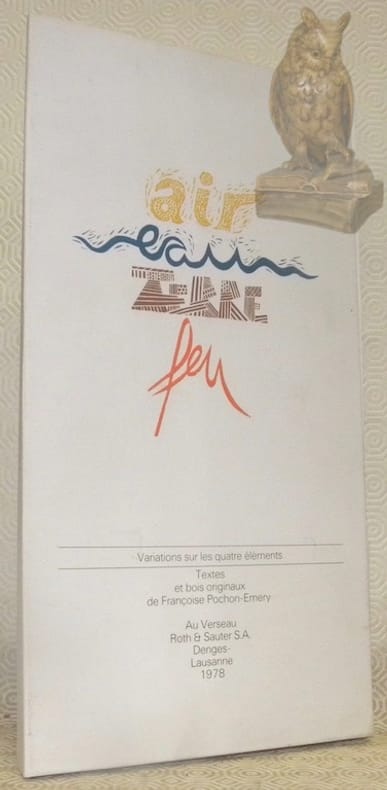 air
eau
TERRE
feu
Variations sur les quatre éléments
Textes
et bois originaux
de Françoise Pochon-Emery
Au Verseau
Roth & Sauter S.A.
Denges-
Lausanne
1978